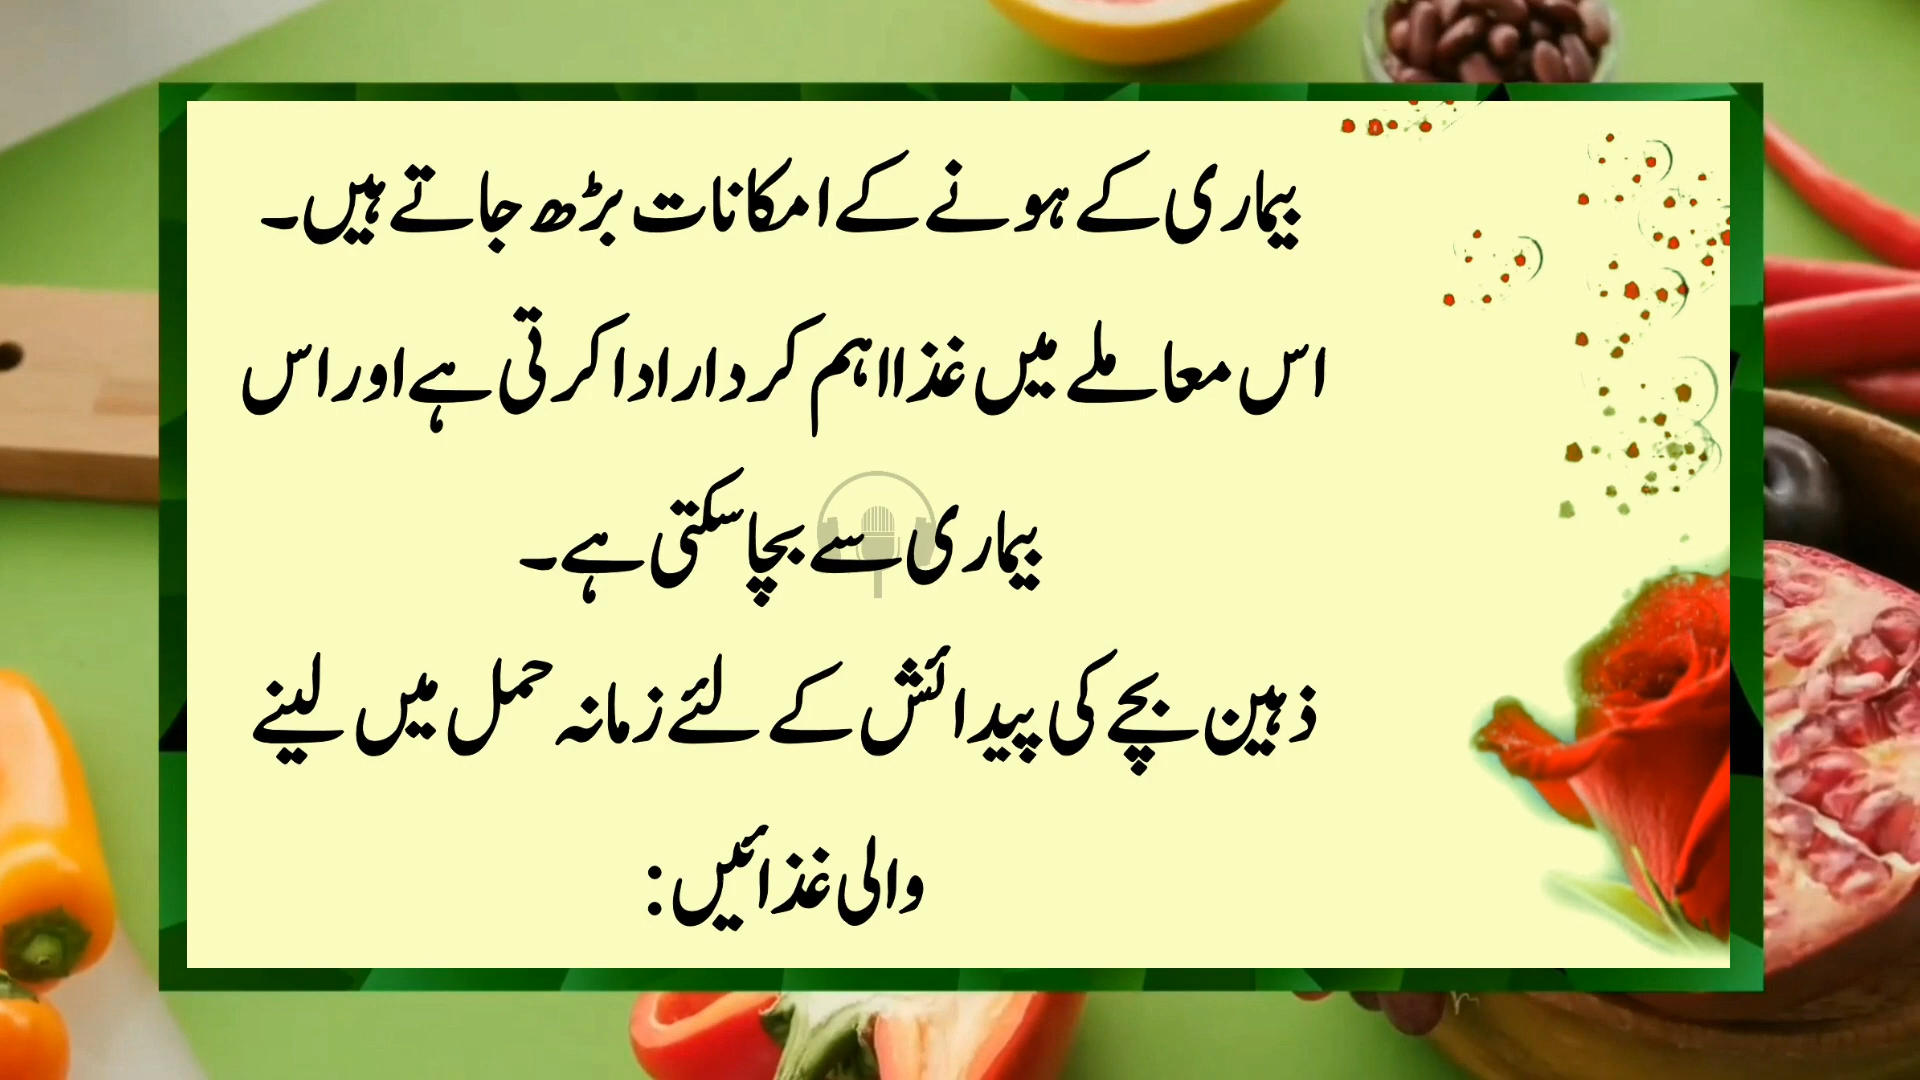 بیماری کے ہونے کے امکانات بڑھ جاتے ہیں۔
اس معاملے میں غذا اہم کردار ادا کرتی ہے اور اس
بیماری سے بچا سکتی ہے۔
ذہین بچے کی پیدائش کے لئے زمانہ حمل میں لینے
والی غذائیں: